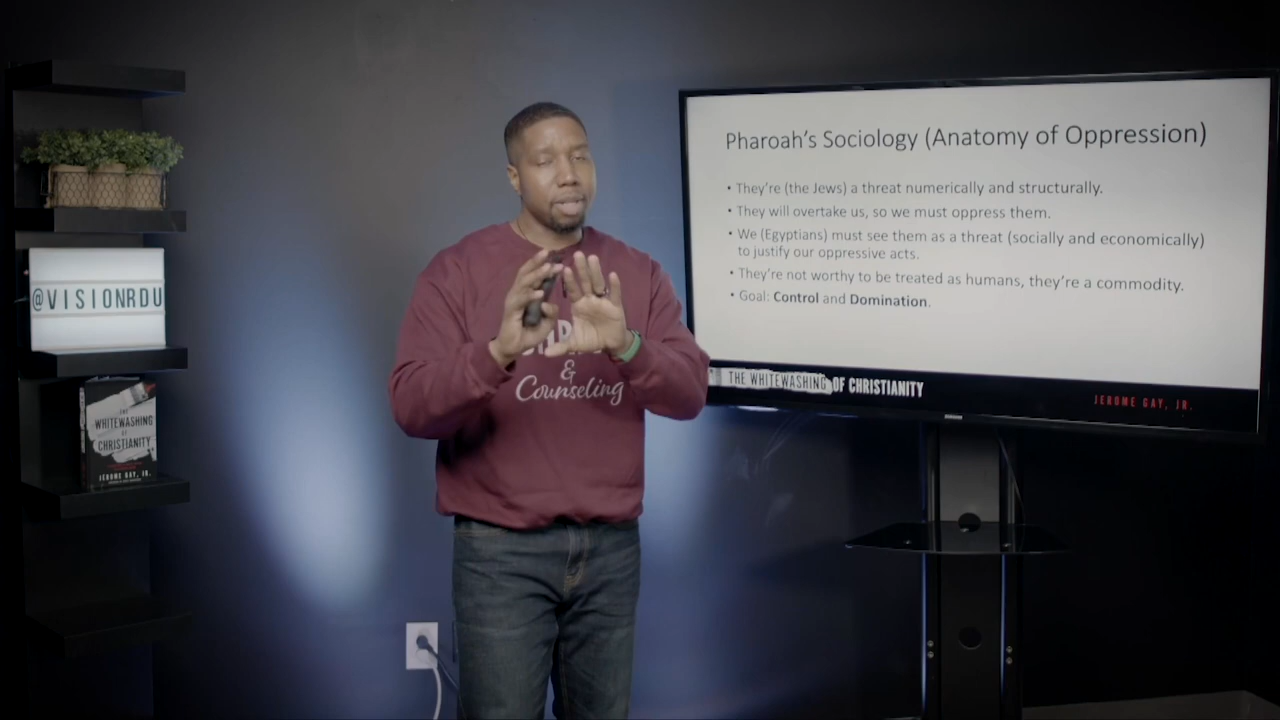 Pharoah's Sociology (Anatomy of Oppression)
• They're (the Jews) a threat numerically and structurally.
• They will overtake us, so we must oppress them.
• We (Egyptians) must see them as a threat (socially and economically)
to justify our oppressive acts.
• They're not worthy to be treated as humans, they're a commodity.
• Goal: Control and Domination.
THE WHITEWASHING OF CHRISTIANITY
JEROME GAY, JR.
@VISIONRDU
THE
WHITEWASHING
OF
CHRISTIANITY
JEROME GAY, JR.
&
Counseling